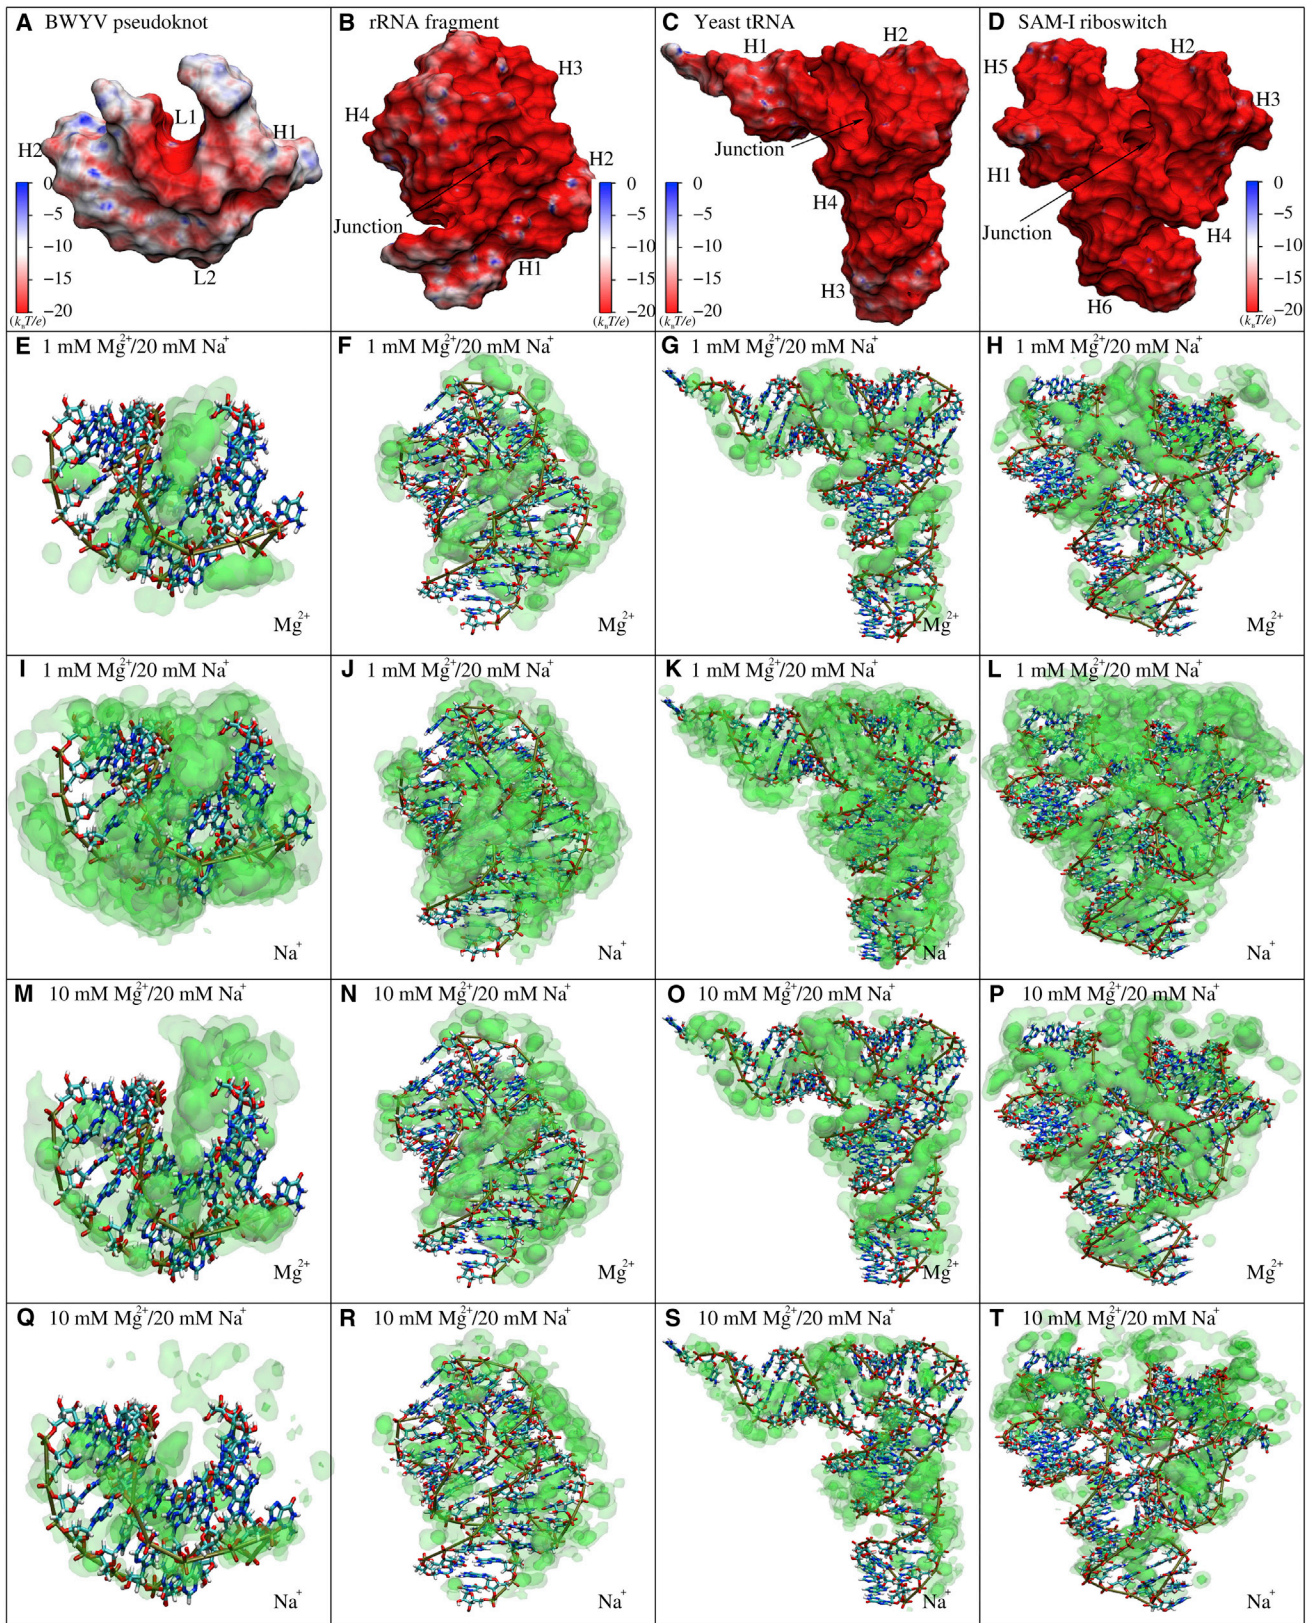 A BWYV pseudoknot
L1
H1
H2
L2
0
−5
−10
−15
−20
(kBT/e)
B rRNA fragment
H3
H4
H2
Junction
H1
0
−5
−10
−15
−20
(kBT/e)
C Yeast tRNA
H1
H2
Junction
H4
H3
0
−5
−10
−15
−20
(kBT/e)
D SAM-I riboswitch
H2
H5
H3
H1
Junction
H4
H6
0
−5
−10
−15
−20
(kBT/e)
E 1 mM Mg²⁺/20 mM Na⁺
Mg²⁺
F 1 mM Mg²⁺/20 mM Na⁺
Mg²⁺
G 1 mM Mg²⁺/20 mM Na⁺
Mg²⁺
H 1 mM Mg²⁺/20 mM Na⁺
Mg²⁺
I 1 mM Mg²⁺/20 mM Na⁺
Na⁺
J 1 mM Mg²⁺/20 mM Na⁺
Na⁺
K 1 mM Mg²⁺/20 mM Na⁺
Na⁺
L 1 mM Mg²⁺/20 mM Na⁺
Na⁺
M 10 mM Mg²⁺/20 mM Na⁺
Mg²⁺
N 10 mM Mg²⁺/20 mM Na⁺
Mg²⁺
O 10 mM Mg²⁺/20 mM Na⁺
Mg²⁺
P 10 mM Mg²⁺/20 mM Na⁺
Mg²⁺
Q 10 mM Mg²⁺/20 mM Na⁺
Na⁺
R 10 mM Mg²⁺/20 mM Na⁺
Na⁺
S 10 mM Mg²⁺/20 mM Na⁺
Na⁺
T 10 mM Mg²⁺/20 mM Na⁺
Na⁺